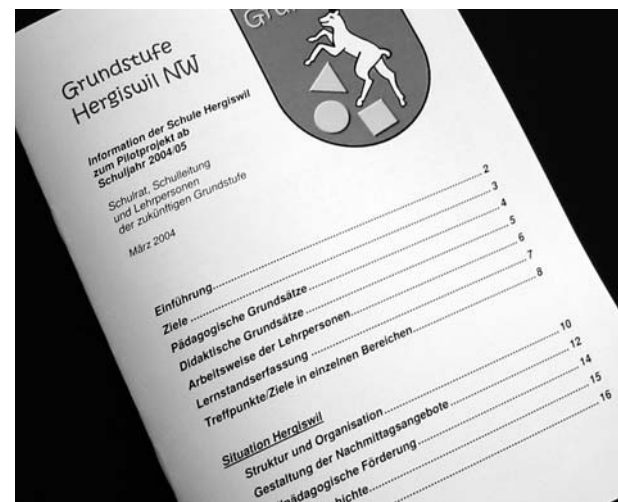 Grundstufe
Hergiswil NW
Information der Schule Hergiswil
zum Pilotprojekt ab
Schuljahr 2004/05
Schulrat, Schulleitung
und Lehrpersonen
der zukünftigen Grundstufe
März 2004
Einführung 2
Ziele 3
Pädagogische Grundsätze 4
Didaktische Grundsätze 5
Arbeitsweise der Lehrpersonen 6
Lernstandserfassung 7
Treffpunkte/Ziele in einzelnen Bereichen 8
Situation Hergiswil
Struktur und Organisation 10
Gestaltung der Nachmittagsangebote 12
Förderung 14
15
16